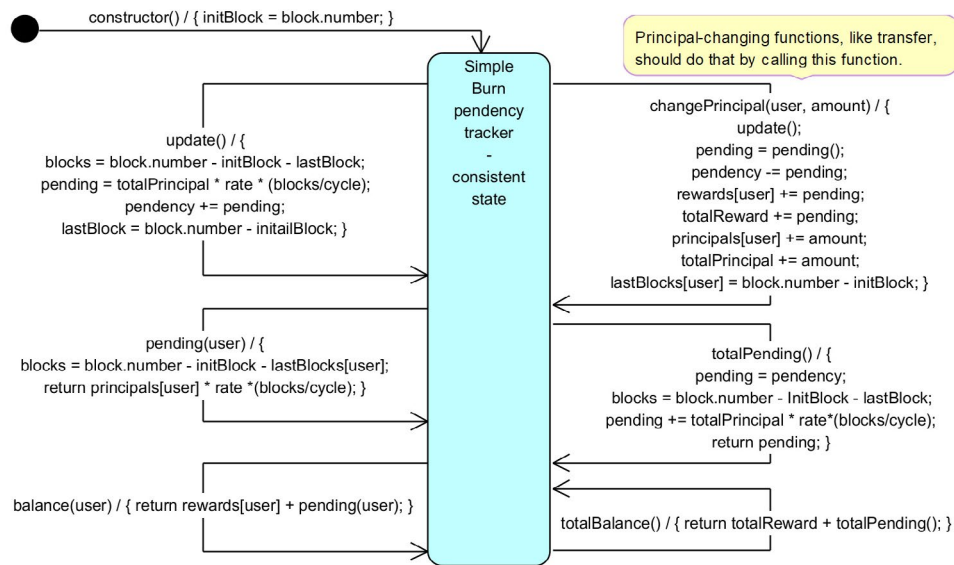 constructor() / { initBlock = block.number; }
Principal-changing functions, like transfer,
should do that by calling this function.
Simple
Burn
pendency
tracker
-
consistent
state
update() / {
blocks = block.number - initBlock - lastBlock;
pending = totalPrincipal * rate * (blocks/cycle);
pendency += pending;
lastBlock = block.number - initailBlock; }
changePrincipal(user, amount) / {
update();
pending = pending();
pendency -= pending;
rewards[user] += pending;
totalReward += pending;
principals[user] += amount;
totalPrincipal += amount;
lastBlocks[user] = block.number - initBlock; }
pending(user) / {
blocks = block.number - initBlock - lastBlocks[user];
return principals[user] * rate *(blocks/cycle); }
totalPending() / {
pending = pendency;
blocks = block.number - InitBlock - lastBlock;
pending += totalPrincipal * rate*(blocks/cycle);
return pending; }
balance(user) / { return rewards[user] + pending(user); }
totalBalance() / { return totalReward + totalPending(); }